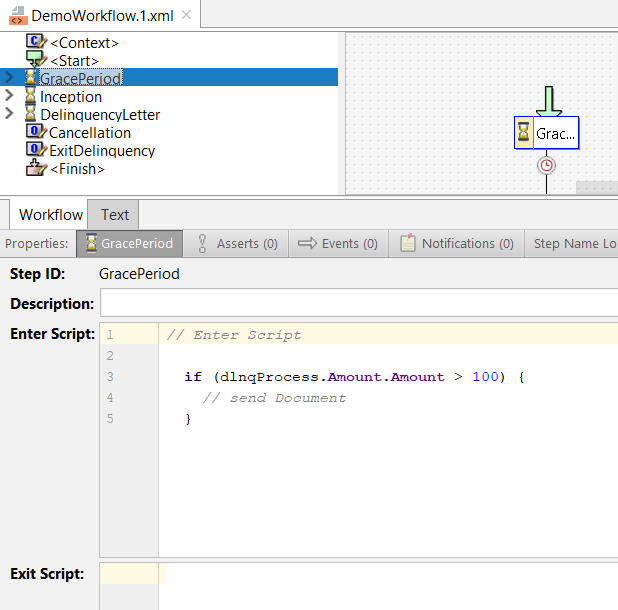 DemoWorkflow.1.xml
<Context>
<Start>
GracePeriod
Inception
DelinquencyLetter
Cancellation
ExitDelinquency
<Finish>
Grac...
Workflow Text
Properties: GracePeriod Asserts (0) Events (0) Notifications (0) Step Name Lo
Step ID: GracePeriod
Description:
Enter Script: 1 // Enter Script
2
3 if (dlnqProcess.Amount.Amount > 100) {
4 // send Document
5 }
Exit Script: